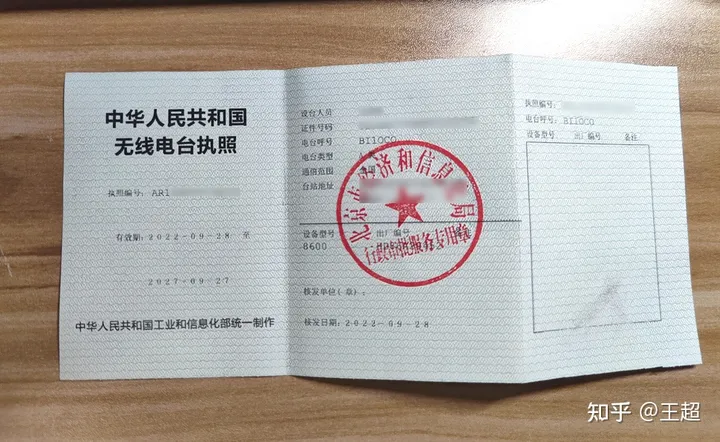 中华人民共和国
无线电台执照
执照编号：AR1
有效期：2022-09-28 至
2027-09-27
中华人民共和国工业和信息化部统一制作
设台人员
证件号码
电台呼号 BI1OCO
电台类型
通信范围
台站地址
设备型号 出厂编号
8600
核发单位（章）：
核发日期：2022-09-28
北京市经济和信息化局
行政审批服务专用章
执照编号：
电台呼号：BI1OCO
设备型号 出厂编号 备注
知乎 @王超